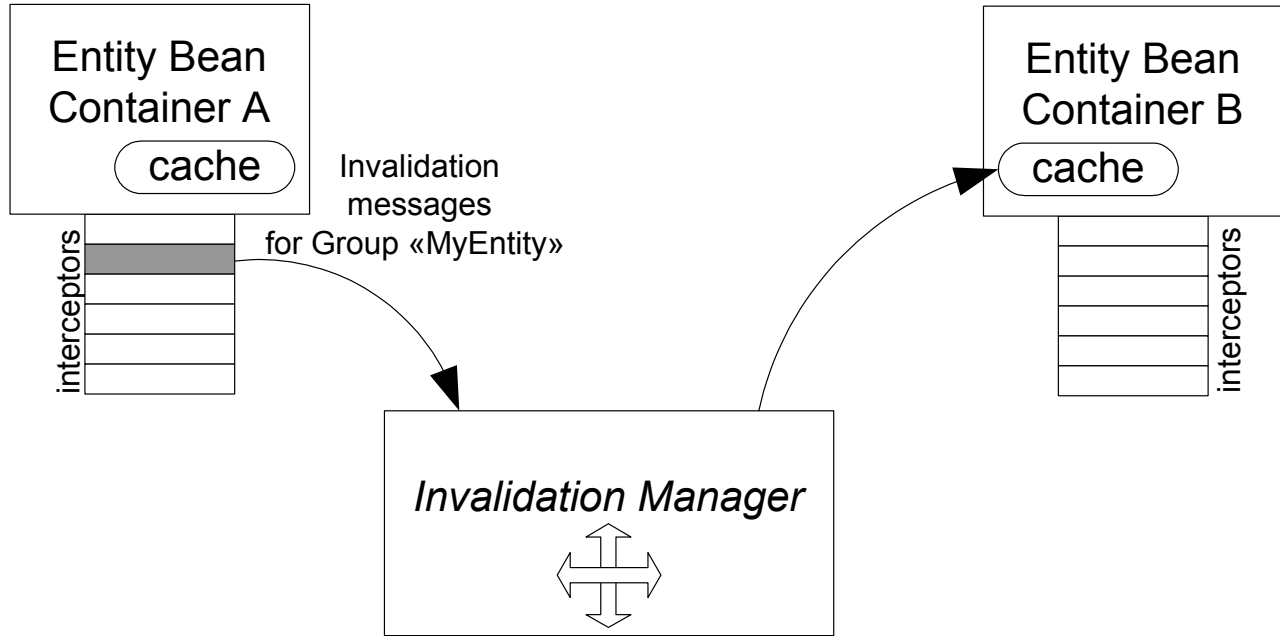 Entity Bean
Container A
cache
Invalidation
messages
for Group «MyEntity»
interceptors
Entity Bean
Container B
cache
interceptors
Invalidation Manager